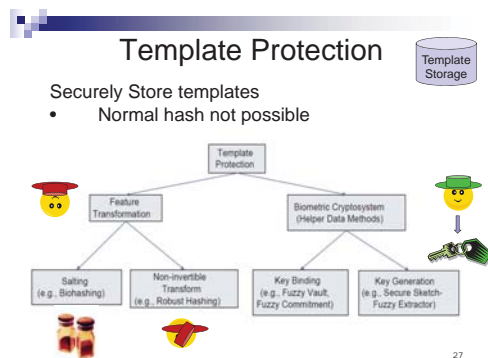 Template Protection
Template
Storage
Securely Store templates
• Normal hash not possible
Template
Protection
Feature
Transformation
Biometric Cryptosystem
(Helper Data Methods)
Salting
(e.g., Biohashing)
Non-invertible
Transform
(e.g., Robust Hashing)
Key Binding
(e.g., Fuzzy Vault,
Fuzzy Commitment)
Key Generation
(e.g., Secure Sketch-
Fuzzy Extractor)
27